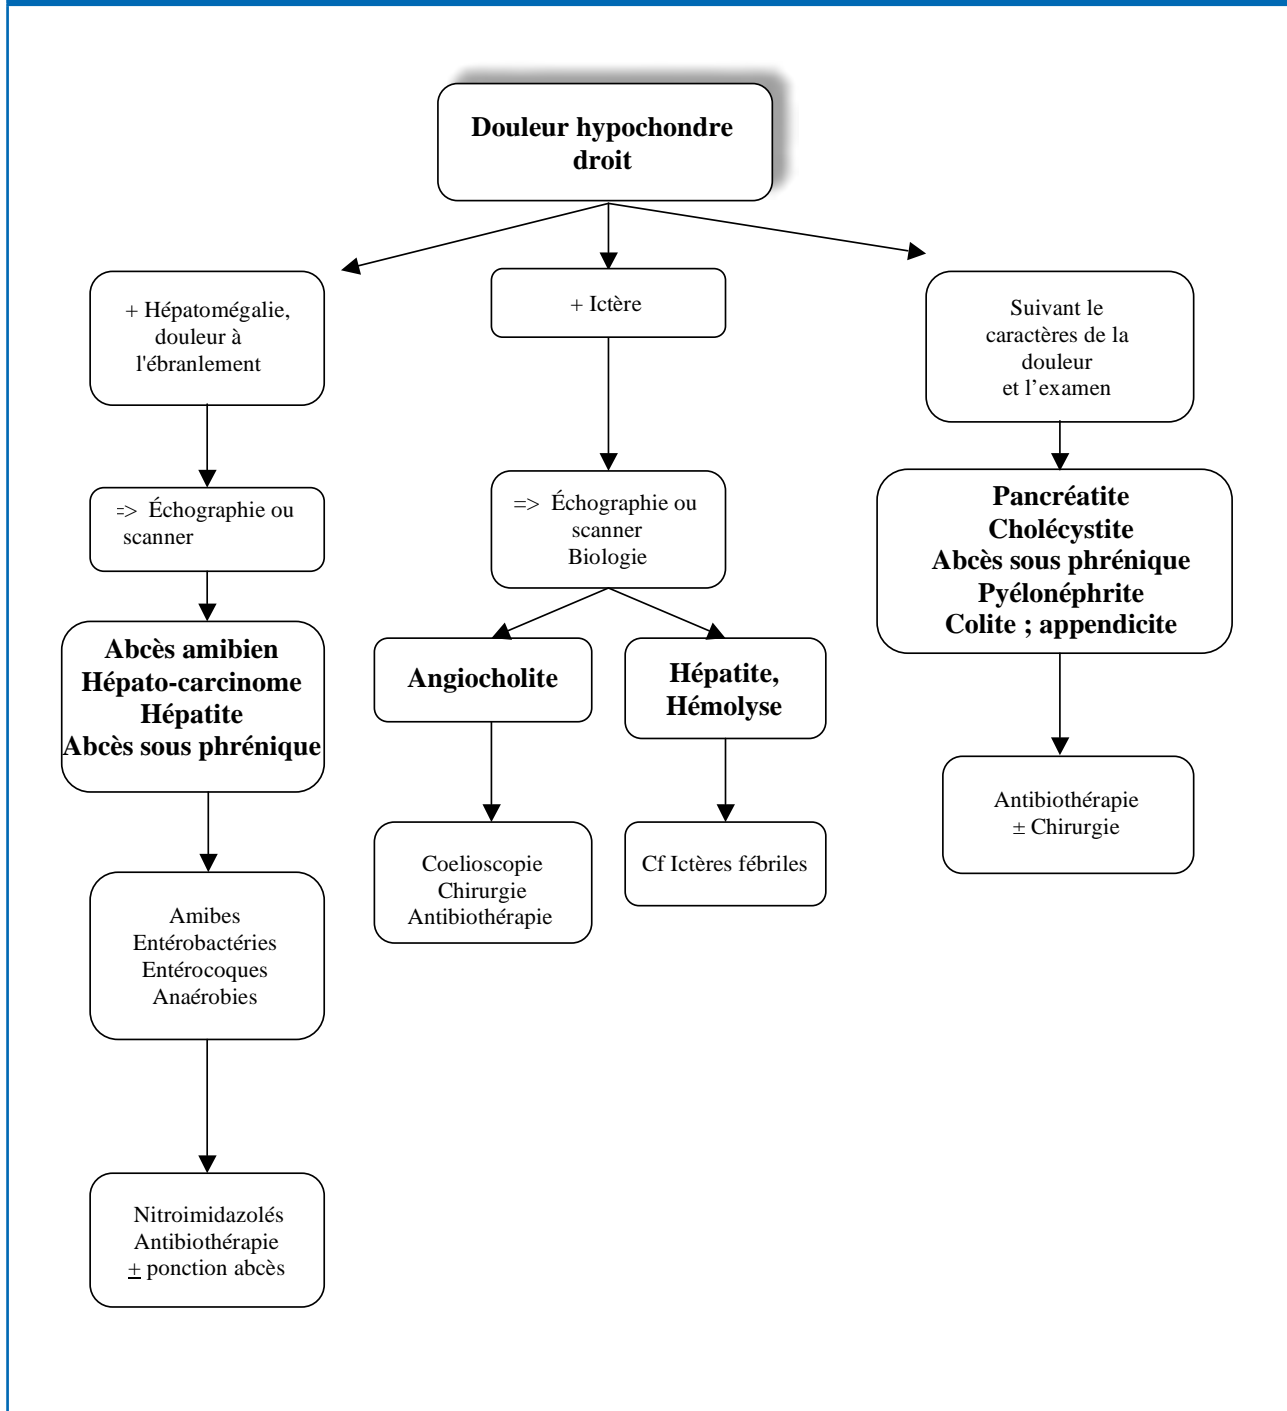 Douleur hypochondre
droit
+ Hépatomégalie,
douleur à
l'ébranlement
+ Ictère
Suivant le
caractères de la
douleur
et l’examen
=> Échographie ou
scanner
=> Échographie ou
scanner
Biologie
Pancréatite
Cholécystite
Abcès sous phrénique
Pyélonéphrite
Colite ; appendicite
Abcès amibien
Hépato-carcinome
Hépatite
Abcès sous phrénique
Angiocholite
Hépatite,
Hémolyse
Antibiothérapie
± Chirurgie
Coelioscopie
Chirurgie
Antibiothérapie
Cf Ictères fébriles
Amibes
Entérobactéries
Entérocoques
Anaérobies
Nitroimidazolés
Antibiothérapie
± ponction abcès